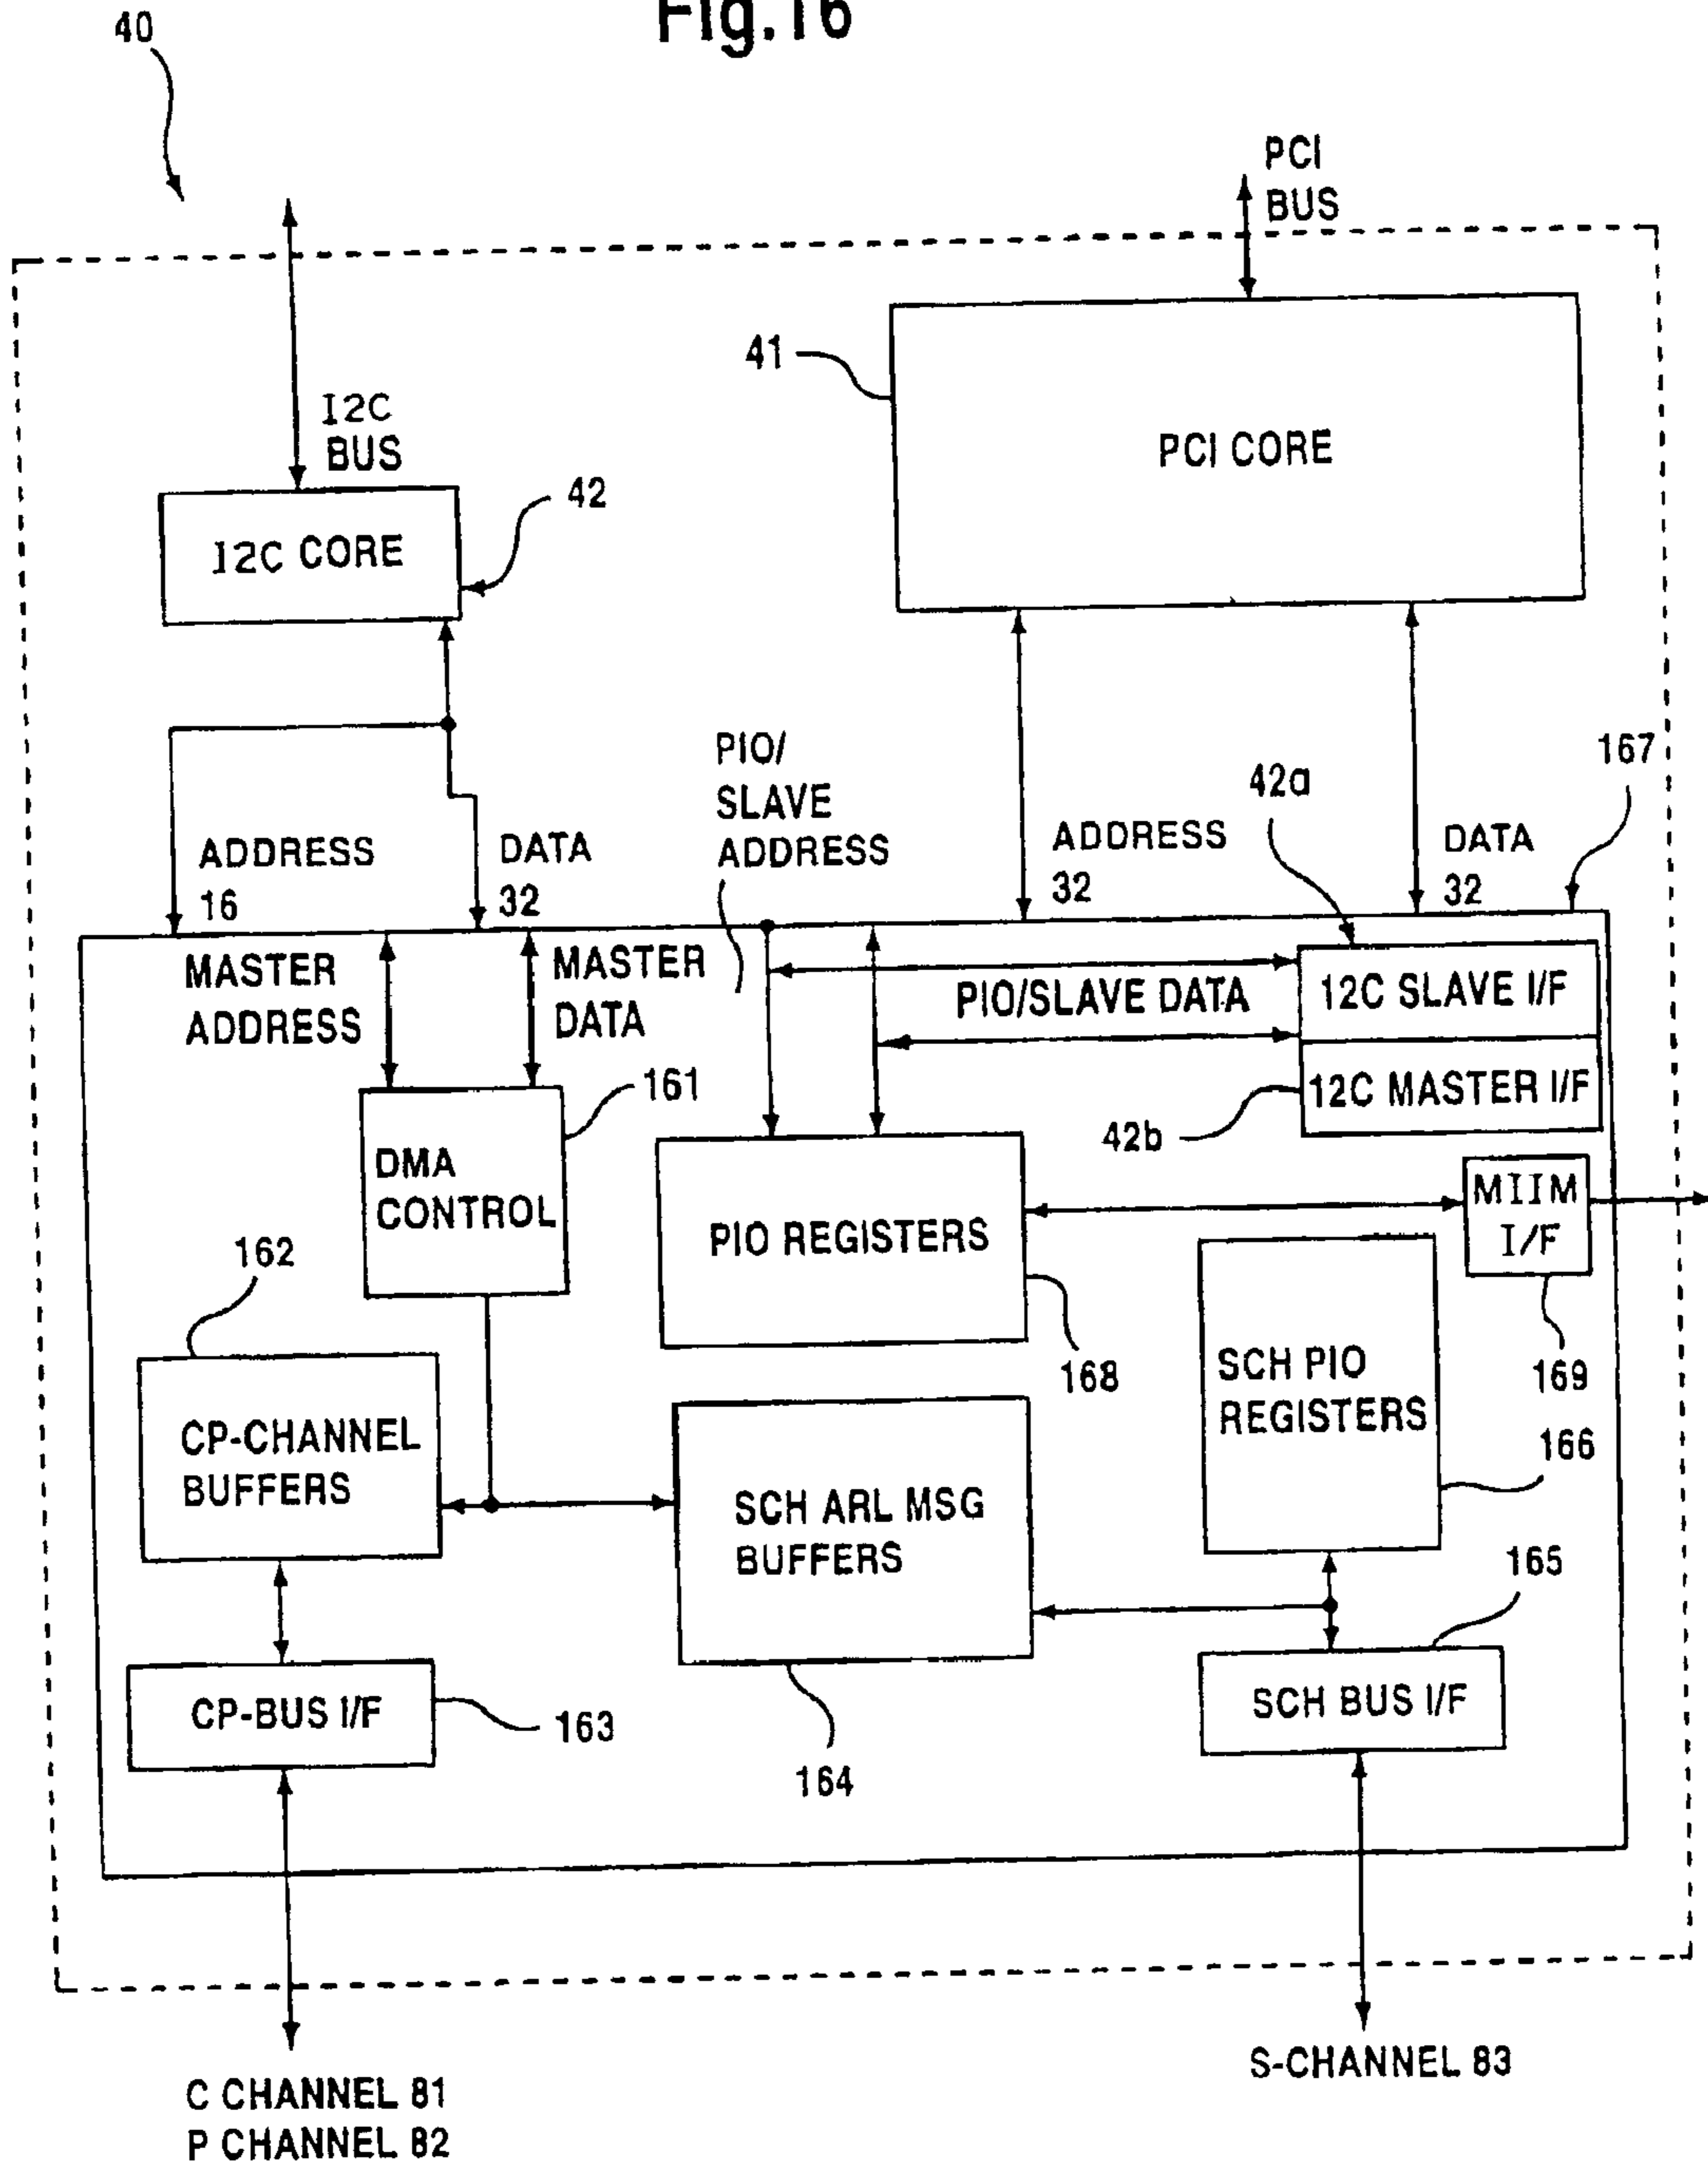 Fig.16
40
PCI
BUS
41
PCI CORE
I2C
BUS
42
I2C CORE
PIO/
SLAVE
ADDRESS
42a
167
ADDRESS
16
DATA
32
ADDRESS
32
DATA
32
MASTER
ADDRESS
MASTER
DATA
PIO/SLAVE DATA
12C SLAVE I/F
12C MASTER I/F
42b
161
DMA
CONTROL
PIO REGISTERS
168
MIIM
I/F
169
162
CP-CHANNEL
BUFFERS
SCH PIO
REGISTERS
166
SCH ARL MSG
BUFFERS
164
165
CP-BUS I/F
163
SCH BUS I/F
C CHANNEL 81
P CHANNEL 82
S-CHANNEL 83